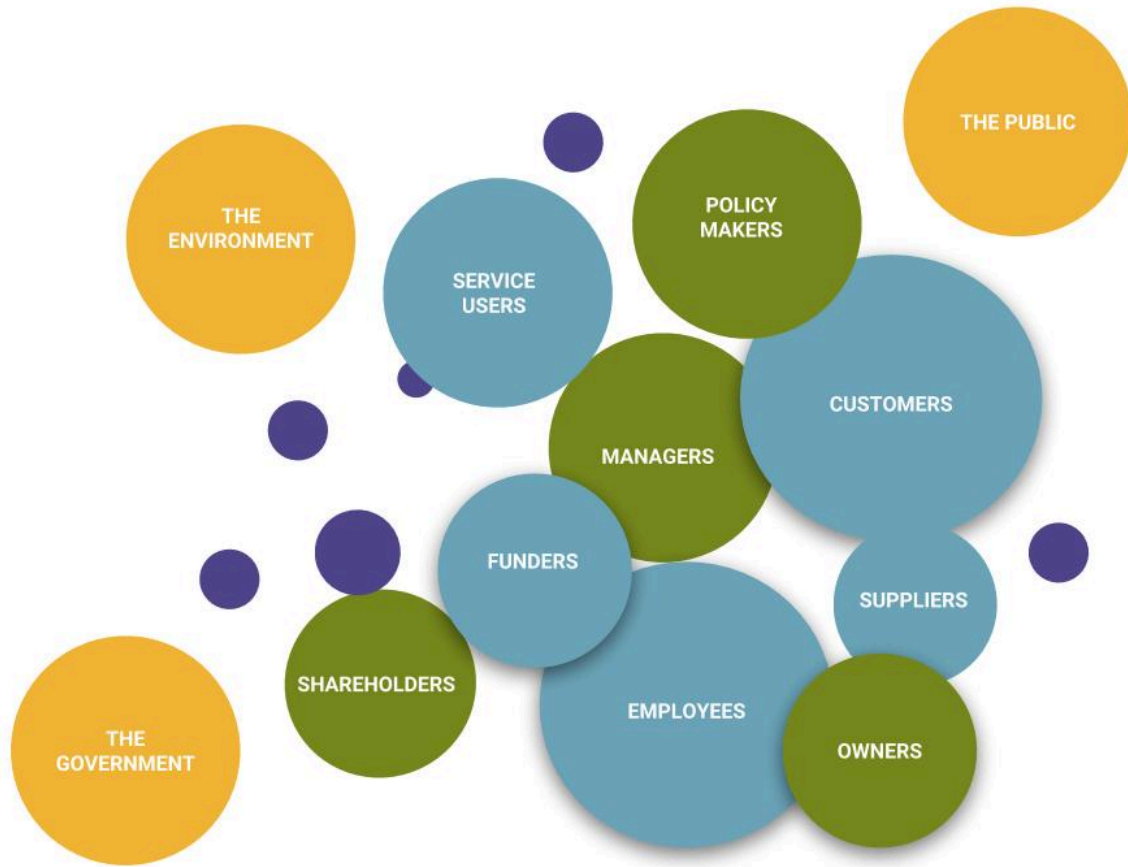 THE PUBLIC
POLICY
MAKERS
THE
ENVIRONMENT
SERVICE
USERS
CUSTOMERS
MANAGERS
FUNDERS
SUPPLIERS
SHAREHOLDERS
EMPLOYEES
THE
GOVERNMENT
OWNERS